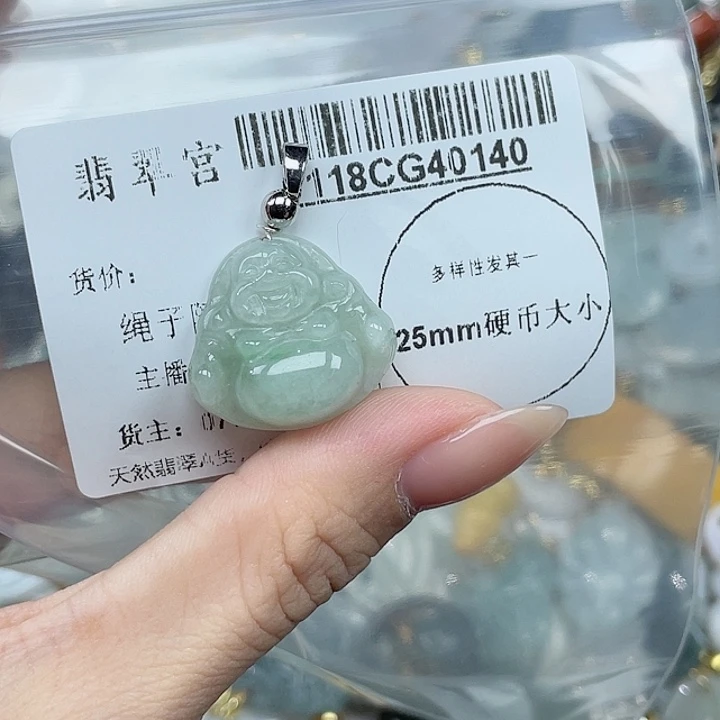 翡翠宫
118CG40140
货价：
多样性发其一
绳子
25mm硬币大小
主播
货主：
天然翡翠